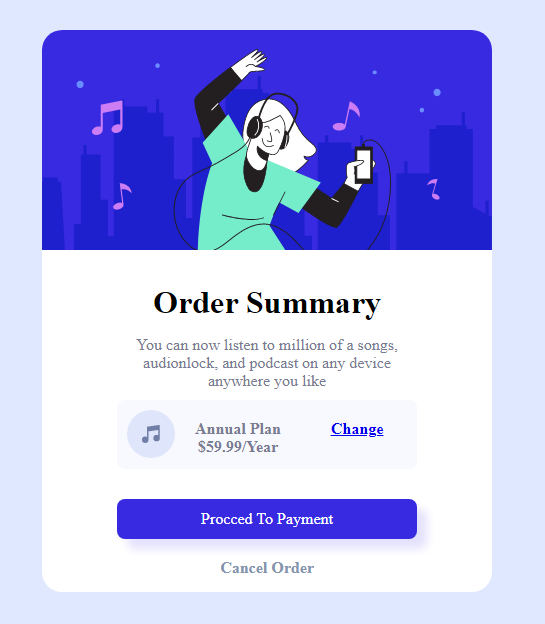 Order Summary
You can now listen to million of a songs,
audionlock, and podcast on any device
anywhere you like
Annual Plan
$59.99/Year
Change
Procced To Payment
Cancel Order